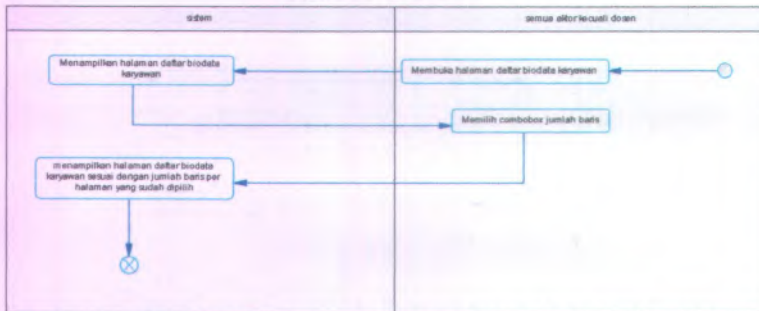 sistem
semua aktor kecuali dosen
Menampilkan halaman daftar biodata
karyawan
Membuka halaman daftar biodata karyawan
Memilih combobox jumlah baris
menampilkan halaman daftar biodata
karyawan sesuai dengan jumlah baris per
halaman yang sudah dipilih